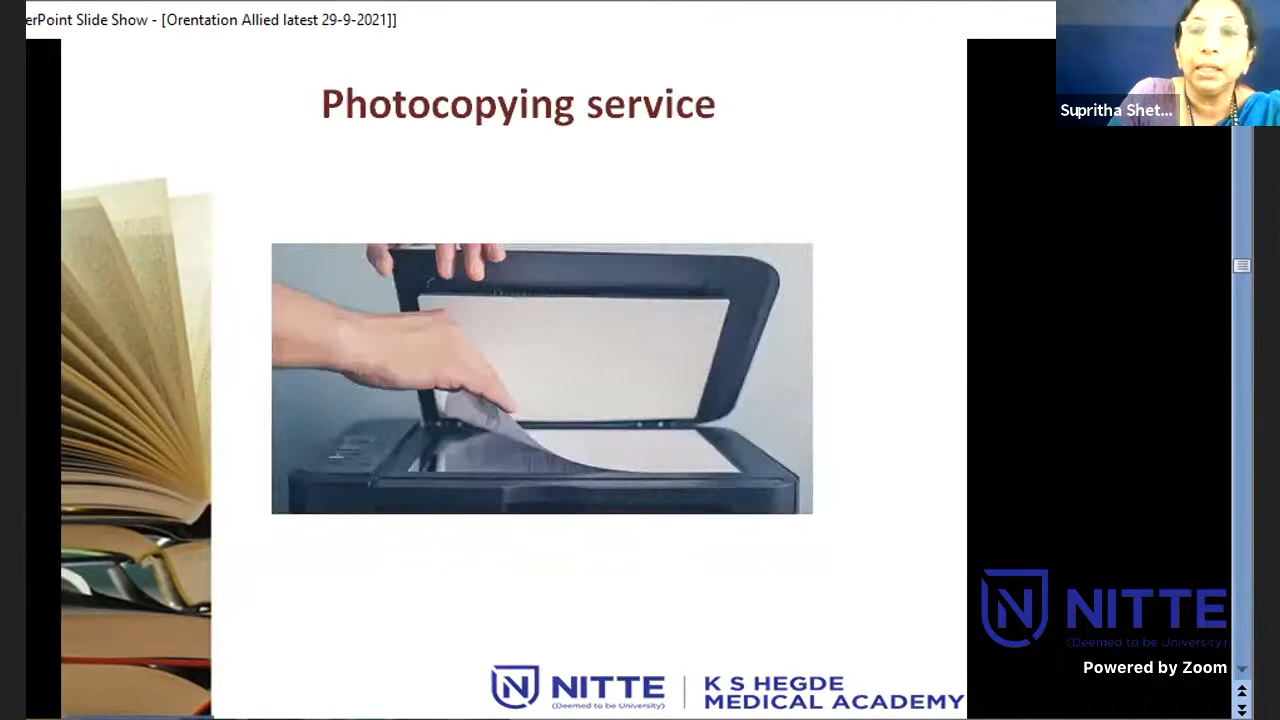 erPoint Slide Show - [Orentation Allied latest 29-9-2021]]
Supritha Shet...
Photocopying service
NITTE
(Deemed to be University)
Powered by Zoom
NITTE
(Deemed to be University)
K S HEGDE
MEDICAL ACADEMY